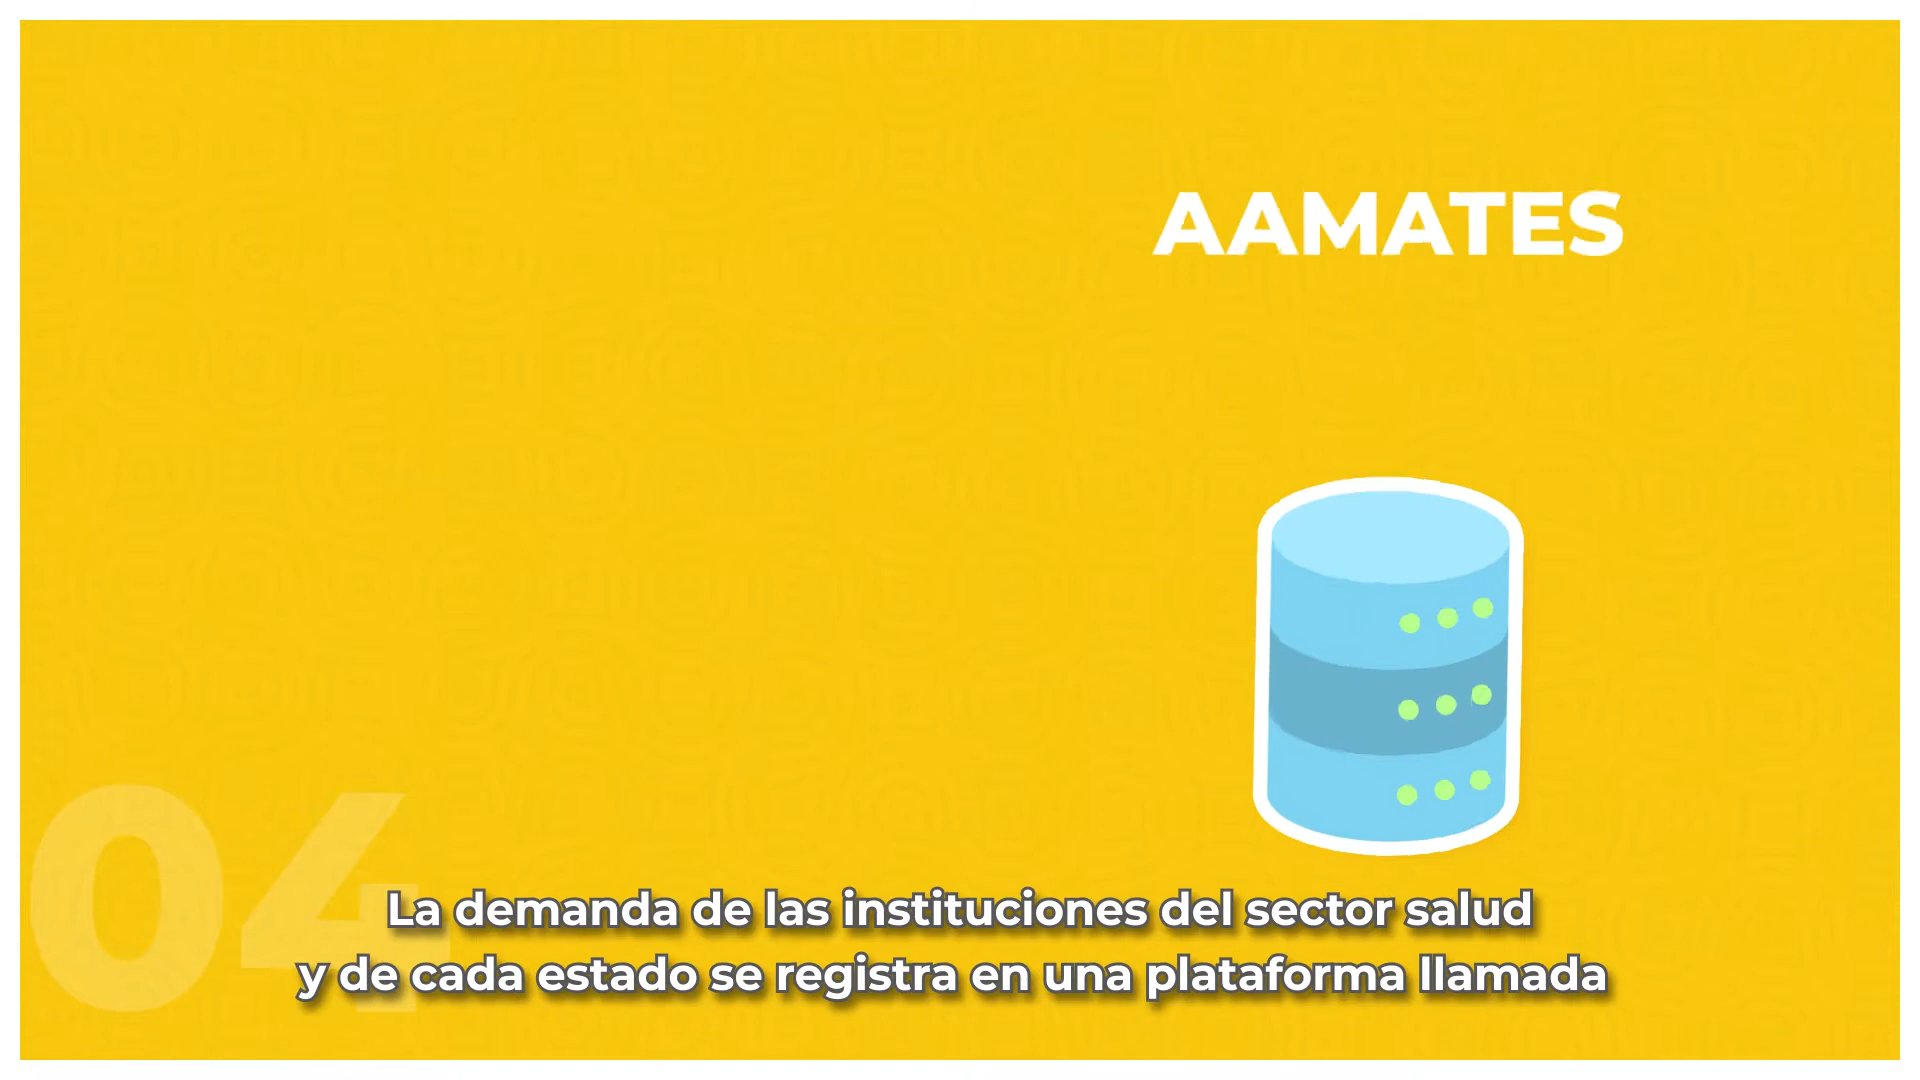 AAMATES
04
La demanda de las instituciones del sector salud
y de cada estado se registra en una plataforma llamada